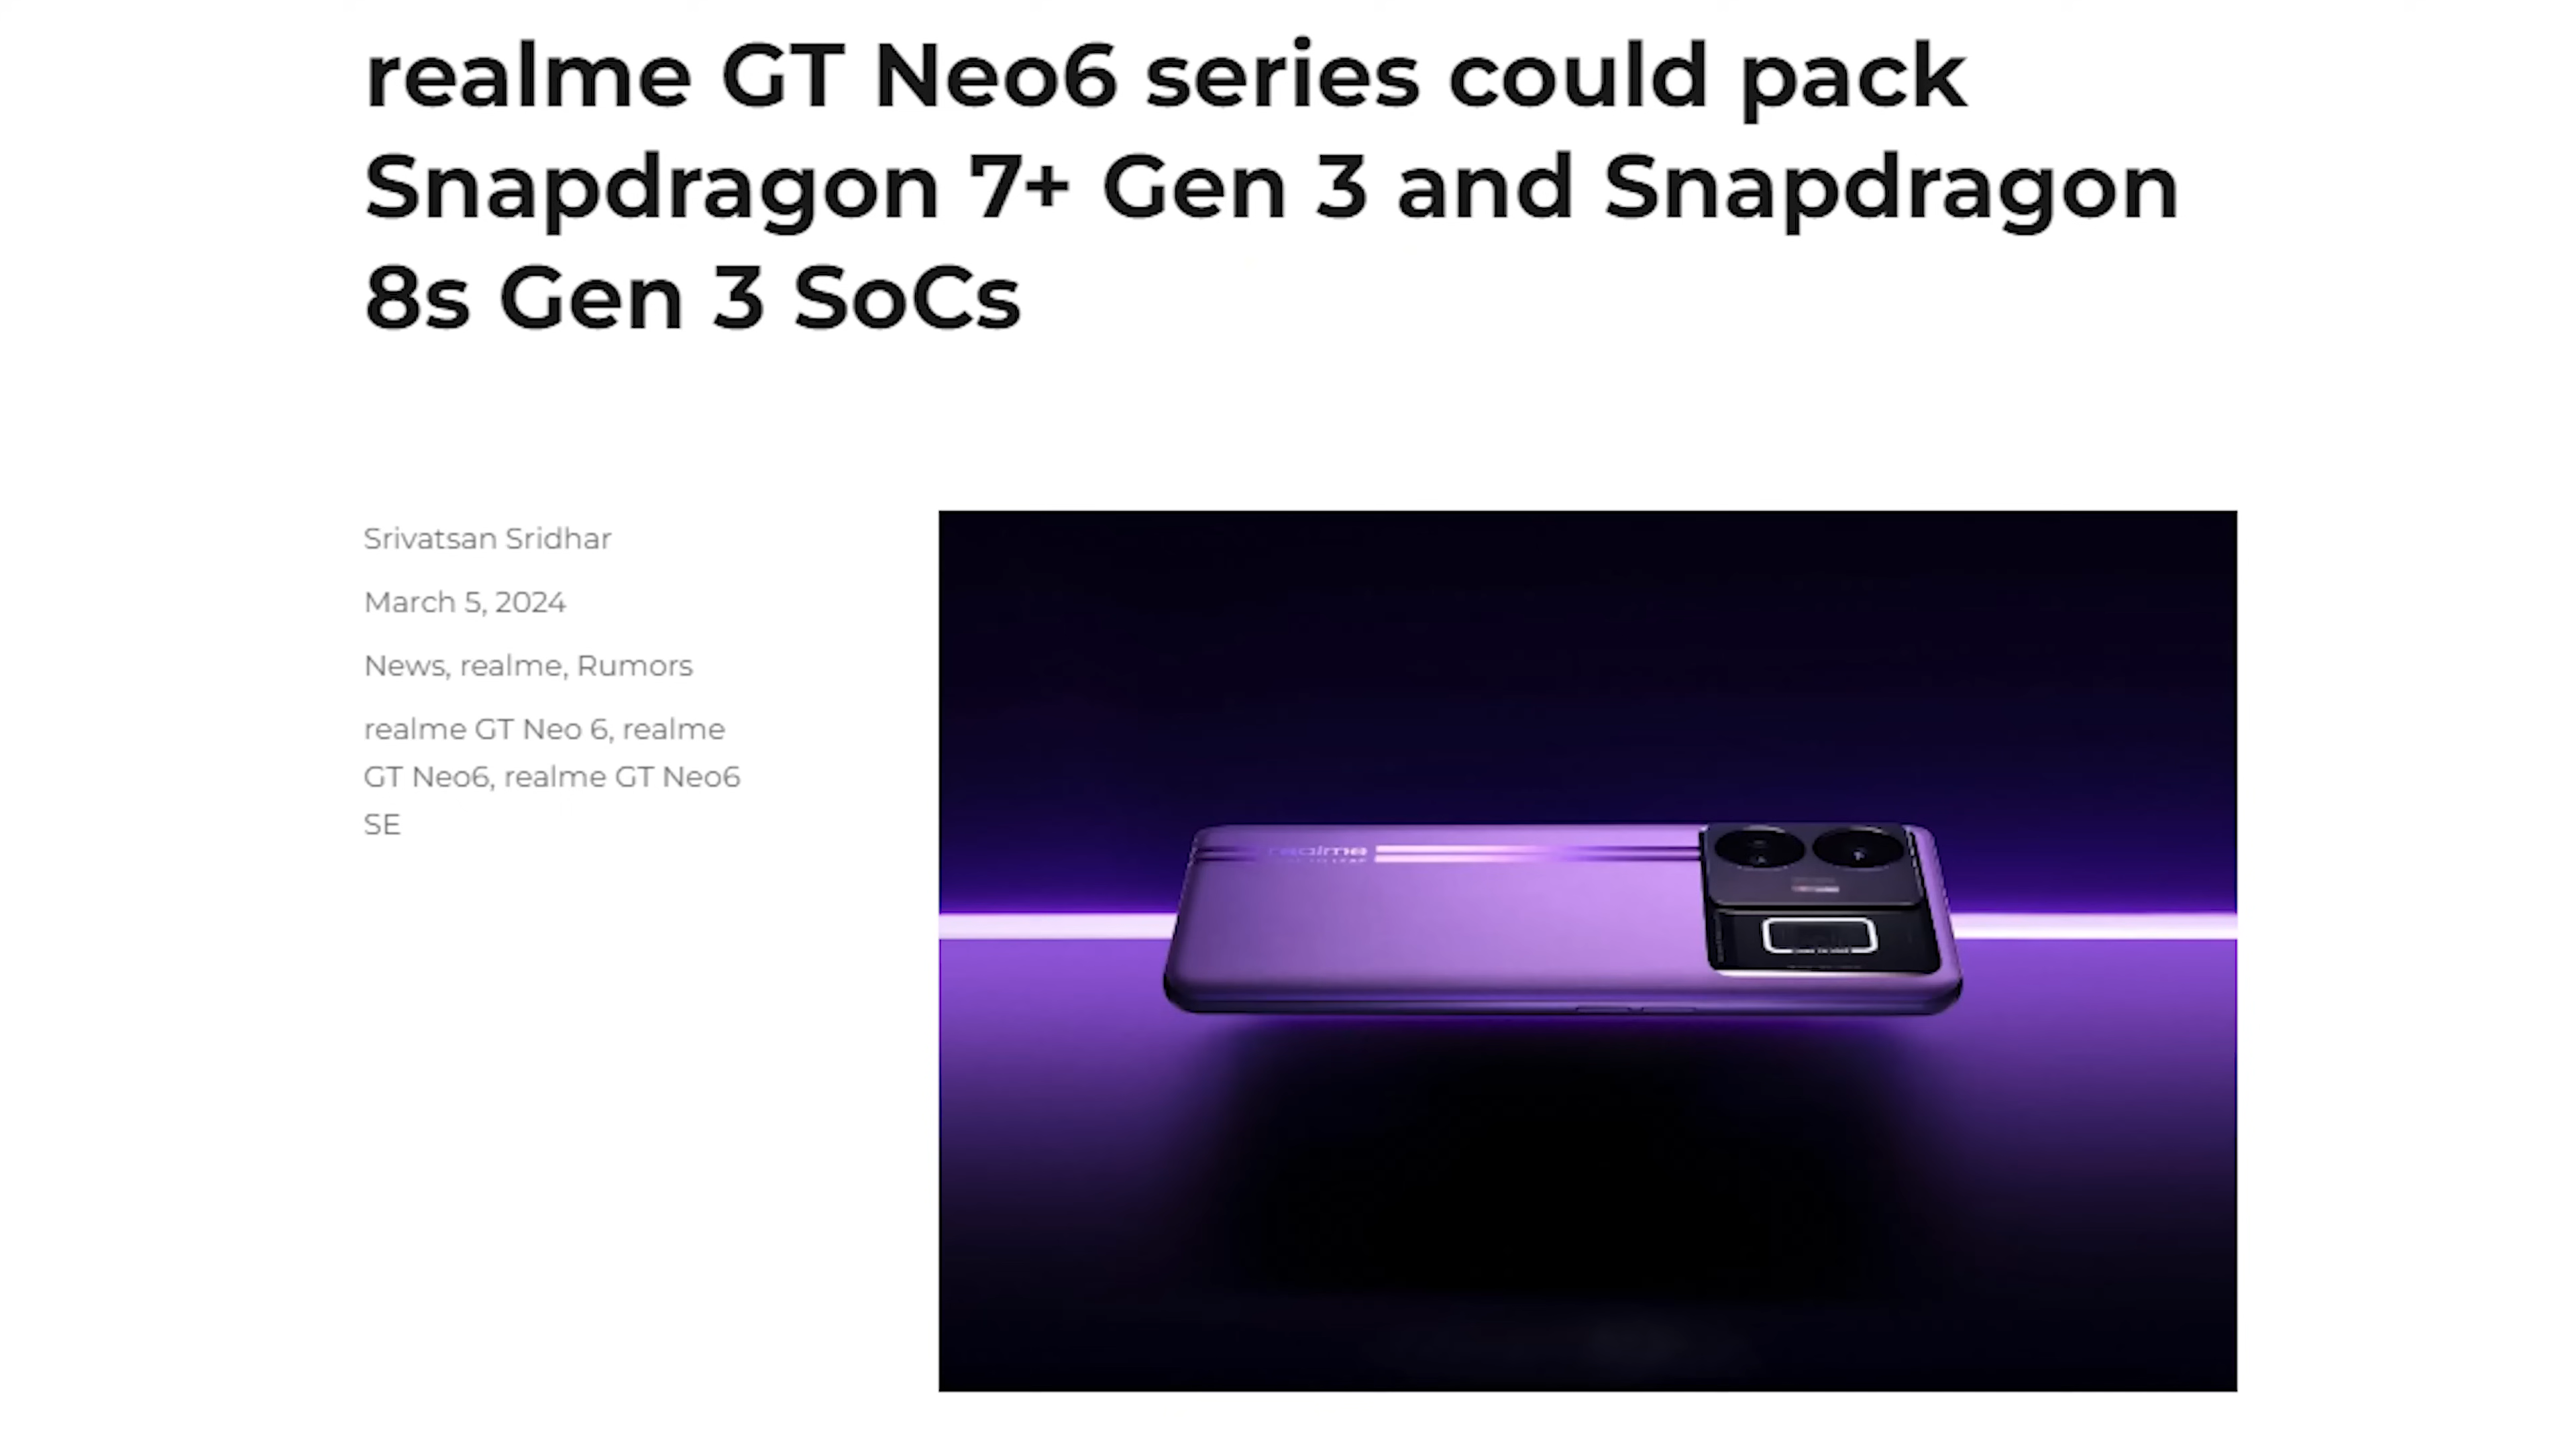 realme GT Neo6 series could pack
Snapdragon 7+ Gen 3 and Snapdragon
8s Gen 3 SoCs
Srivatsan Sridhar
March 5, 2024
News, realme, Rumors
realme GT Neo 6, realme
GT Neo6, realme GT Neo6
SE
realme